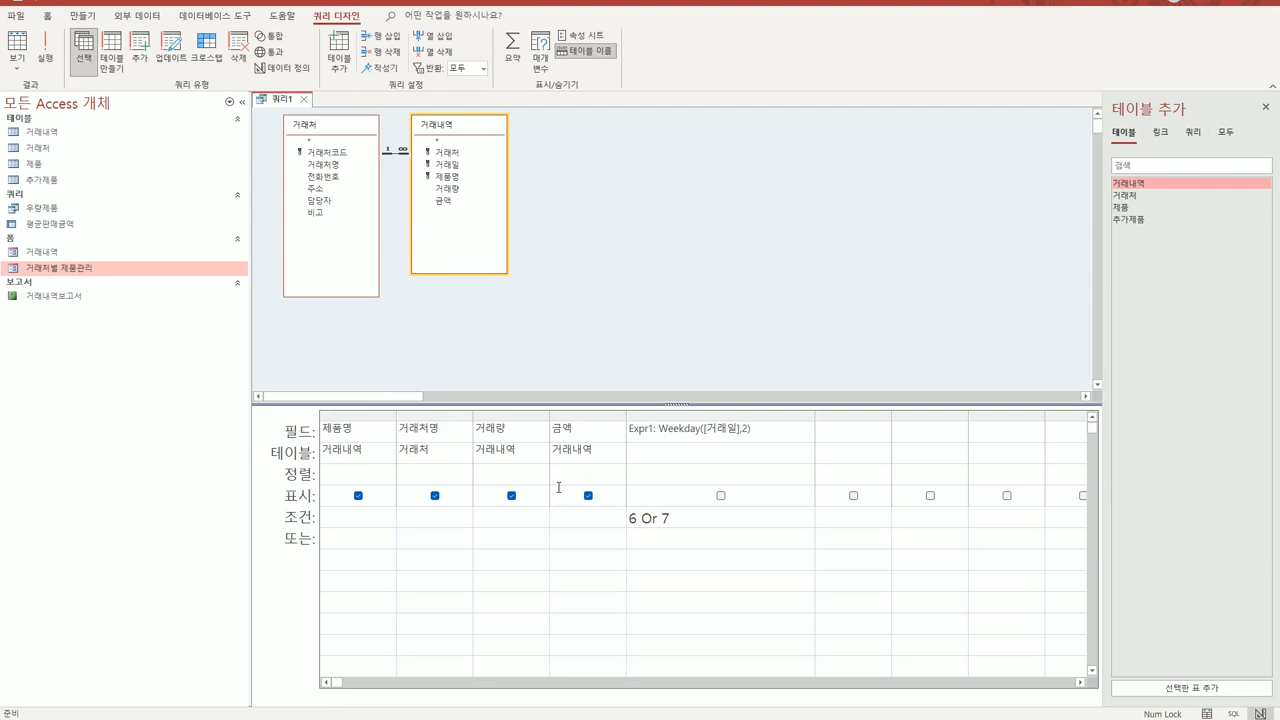 파일 홈 만들기 외부 데이터 데이터베이스 도구 도움말 쿼리 디자인 어떤 작업을 원하시나요?
보기 실행 선택 테이블 만들기 추가 업데이트 크로스탭 삭제
통합
통과
데이터 정의
테이블 추가
행 삽입
행 삭제
작성기
열 삽입
열 삭제
반환: 모두
요약 매개 변수
속성 시트
테이블 이름
결과 쿼리 유형 쿼리 설정 표시/숨기기
모든 Access 개체
테이블
거래내역
거래처
제품
추가제품
쿼리
우량제품
평균판매금액
폼
거래내역
거래처별 제품관리
보고서
거래내역보고서
쿼리1
거래처
*
거래처코드
거래처명
전화번호
주소
담당자
비고
1 ∞
거래내역
*
거래처
거래일
제품명
거래량
금액
필드: 제품명 거래처명 거래량 금액 Expr1: Weekday([거래일],2)
테이블: 거래내역 거래처 거래내역 거래내역
정렬:
표시:
조건: 6 Or 7
또는:
테이블 추가
테이블 링크 쿼리 모두
검색
거래내역
거래처
제품
추가제품
선택한 표 추가
준비 Num Lock SQL